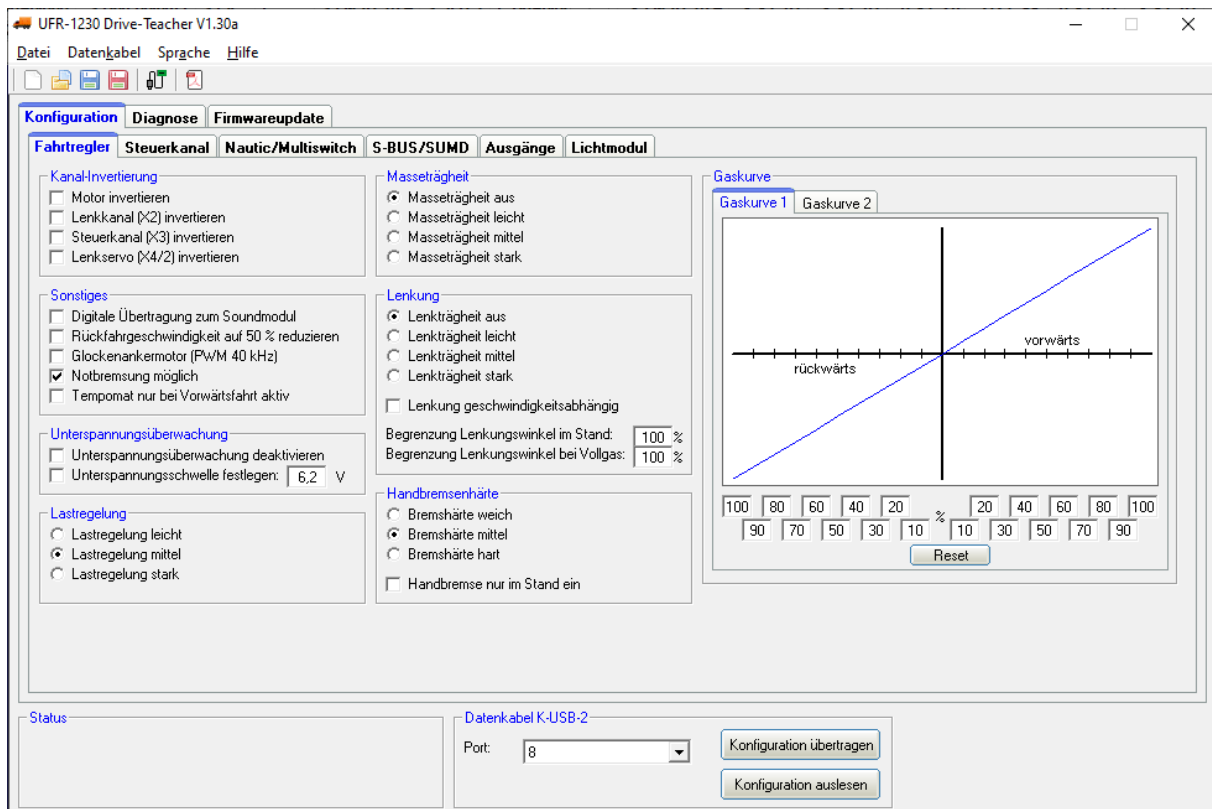 UFR-1230 Drive-Teacher V1.30a
Datei Datenkabel Sprache Hilfe
Konfiguration Diagnose Firmwareupdate
Fahrtregler Steuerkanal Nautic/Multiswitch S-BUS/SUMD Ausgänge Lichtmodul
Kanal-Invertierung
Motor invertieren
Lenkkanal (X2) invertieren
Steuerkanal (X3) invertieren
Lenkservo (X4/2) invertieren
Sonstiges
Digitale Übertragung zum Soundmodul
Rückfahrgeschwindigkeit auf 50 % reduzieren
Glockenankermotor (PWM 40 kHz)
Notbremsung möglich
Tempomat nur bei Vorwärtsfahrt aktiv
Unterspannungsüberwachung
Unterspannungsüberwachung deaktivieren
Unterspannungsschwelle festlegen: 6,2 V
Lastregelung
Lastregelung leicht
Lastregelung mittel
Lastregelung stark
Masseträgheit
Masseträgheit aus
Masseträgheit leicht
Masseträgheit mittel
Masseträgheit stark
Lenkung
Lenkträgheit aus
Lenkträgheit leicht
Lenkträgheit mittel
Lenkträgheit stark
Lenkung geschwindigkeitsabhängig
Begrenzung Lenkungswinkel im Stand: 100 %
Begrenzung Lenkungswinkel bei Vollgas: 100 %
Handbremsenhärte
Bremshärte weich
Bremshärte mittel
Bremshärte hart
Handbremse nur im Stand ein
Gaskurve
Gaskurve 1 Gaskurve 2
vorwärts
rückwärts
100 80 60 40 20 % 20 40 60 80 100
90 70 50 30 10 10 30 50 70 90
Reset
Status
Datenkabel K-USB-2
Port: 8
Konfiguration übertragen
Konfiguration auslesen